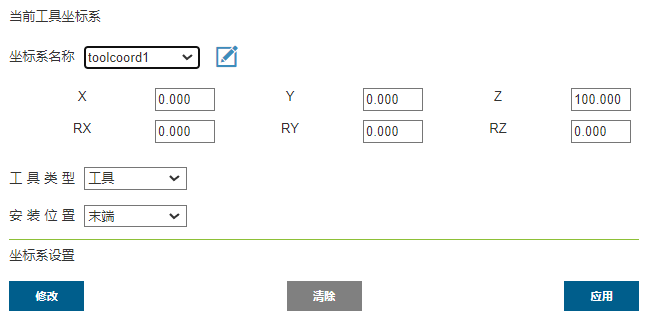 当前工具坐标系
坐标系名称 toolcoord1
X 0.000 Y 0.000 Z 100.000
RX 0.000 RY 0.000 RZ 0.000
工具类型 工具
安装位置 末端
坐标系设置
修改 清除 应用